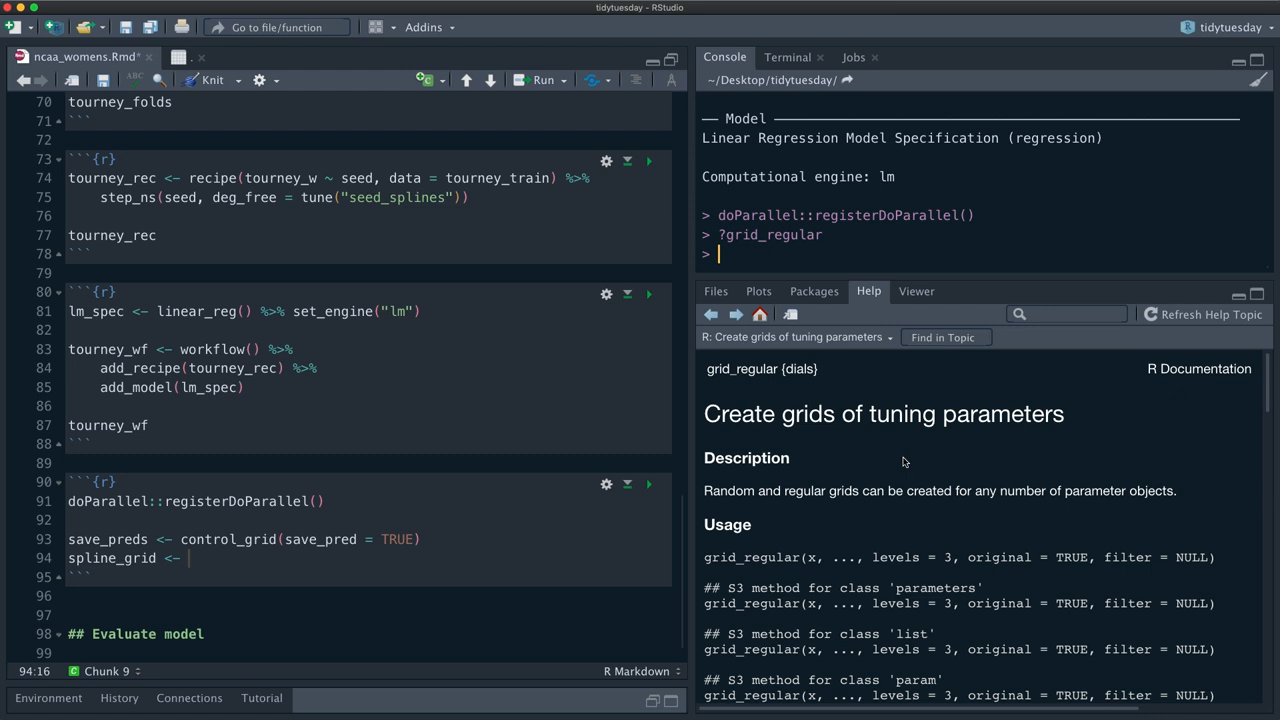 tidytuesday - RStudio
Go to file/function
Addins
tidytuesday
ncaa_womens.Rmd*
.
ABC
Knit
Run
70 tourney_folds
71 ```
72
73 ```{r}
74 tourney_rec <- recipe(tourney_w ~ seed, data = tourney_train) %>%
75 step_ns(seed, deg_free = tune("seed_splines"))
76
77 tourney_rec
78 ```
79
80 ```{r}
81 lm_spec <- linear_reg() %>% set_engine("lm")
82
83 tourney_wf <- workflow() %>%
84 add_recipe(tourney_rec) %>%
85 add_model(lm_spec)
86
87 tourney_wf
88 ```
89
90 ```{r}
91 doParallel::registerDoParallel()
92
93 save_preds <- control_grid(save_pred = TRUE)
94 spline_grid <-
95 ```
96
97
98 ## Evaluate model
99
94:16 Chunk 9 R Markdown
Environment History Connections Tutorial
Console Terminal Jobs
~/Desktop/tidytuesday/
── Model ──
Linear Regression Model Specification (regression)
Computational engine: lm
> doParallel::registerDoParallel()
> ?grid_regular
>
Files Plots Packages Help Viewer
Refresh Help Topic
R: Create grids of tuning parameters Find in Topic
grid_regular {dials} R Documentation
Create grids of tuning parameters
Description
Random and regular grids can be created for any number of parameter objects.
Usage
grid_regular(x, ..., levels = 3, original = TRUE, filter = NULL)
## S3 method for class 'parameters'
grid_regular(x, ..., levels = 3, original = TRUE, filter = NULL)
## S3 method for class 'list'
grid_regular(x, ..., levels = 3, original = TRUE, filter = NULL)
## S3 method for class 'param'
grid_regular(x, ..., levels = 3, original = TRUE, filter = NULL)